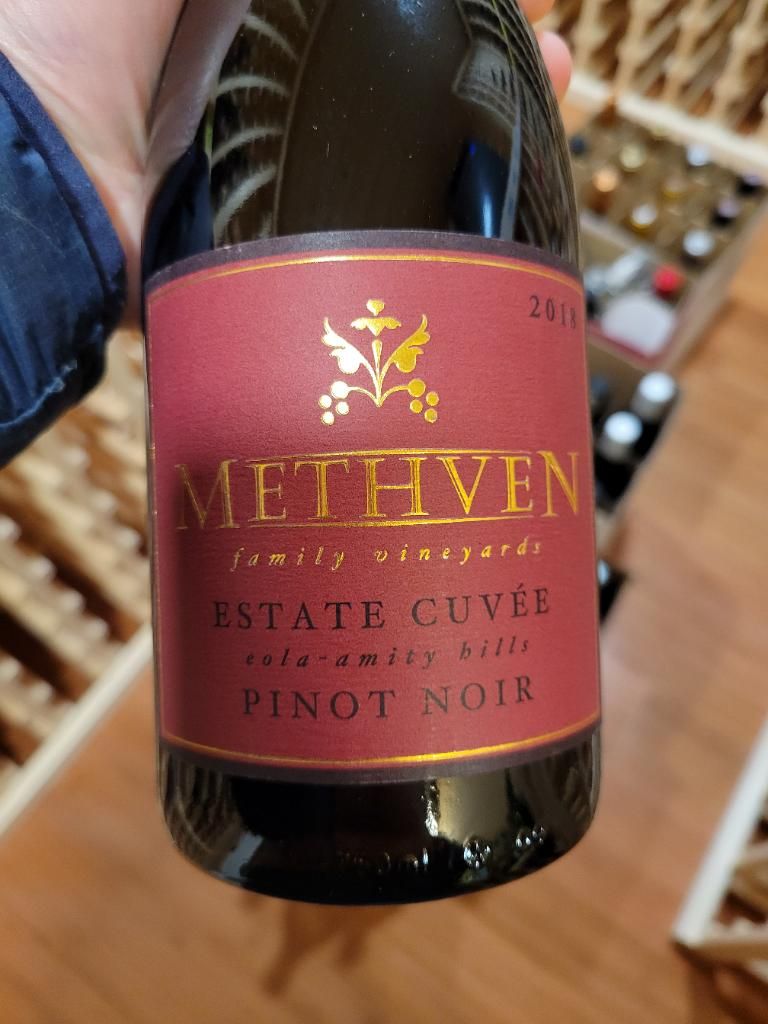 2018
METHVEN
family vineyards
ESTATE CUVÉE
eola-amity hills
PINOT NOIR